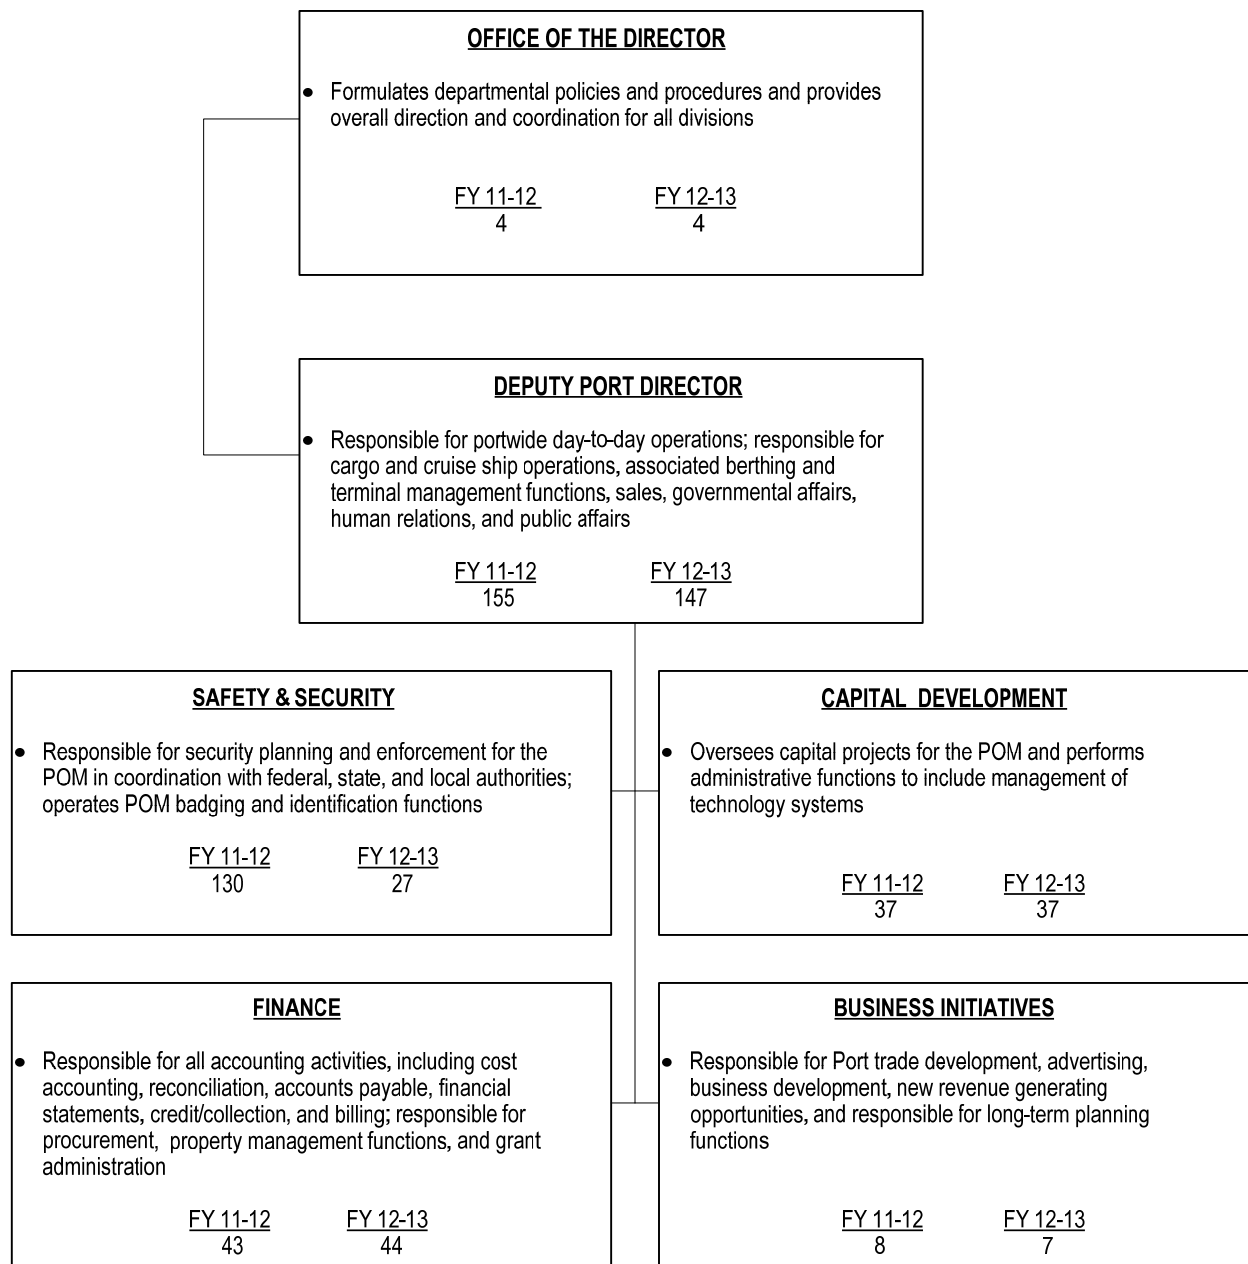 OFFICE OF THE DIRECTOR
• Formulates departmental policies and procedures and provides
overall direction and coordination for all divisions
FY 11-12 FY 12-13
4 4
DEPUTY PORT DIRECTOR
• Responsible for portwide day-to-day operations; responsible for
cargo and cruise ship operations, associated berthing and
terminal management functions, sales, governmental affairs,
human relations, and public affairs
FY 11-12 FY 12-13
155 147
SAFETY & SECURITY
• Responsible for security planning and enforcement for the
POM in coordination with federal, state, and local authorities;
operates POM badging and identification functions
FY 11-12 FY 12-13
130 27
CAPITAL DEVELOPMENT
• Oversees capital projects for the POM and performs
administrative functions to include management of
technology systems
FY 11-12 FY 12-13
37 37
FINANCE
• Responsible for all accounting activities, including cost
accounting, reconciliation, accounts payable, financial
statements, credit/collection, and billing; responsible for
procurement, property management functions, and grant
administration
FY 11-12 FY 12-13
43 44
BUSINESS INITIATIVES
• Responsible for Port trade development, advertising,
business development, new revenue generating
opportunities, and responsible for long-term planning
functions
FY 11-12 FY 12-13
8 7